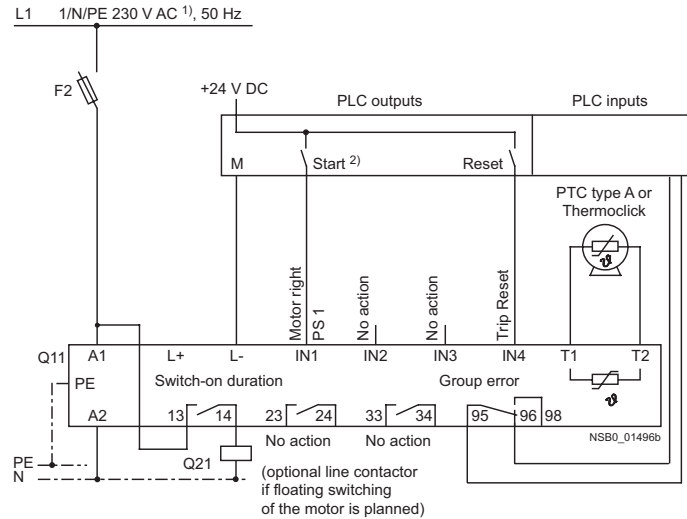 L1 1/N/PE 230 V AC 1), 50 Hz
F2
+24 V DC
PLC outputs
PLC inputs
M
Start 2)
Reset
PTC type A or
Thermoclick
ϑ
Motor right
PS 1
No action
No action
Trip Reset
Q11
A1
L+
L-
IN1
IN2
IN3
IN4
T1
T2
PE
Switch-on duration
Group error
ϑ
A2
13
14
23
24
33
34
95
96
98
No action
No action
NSB0_01496b
PE
N
Q21
(optional line contactor
if floating switching
of the motor is planned)